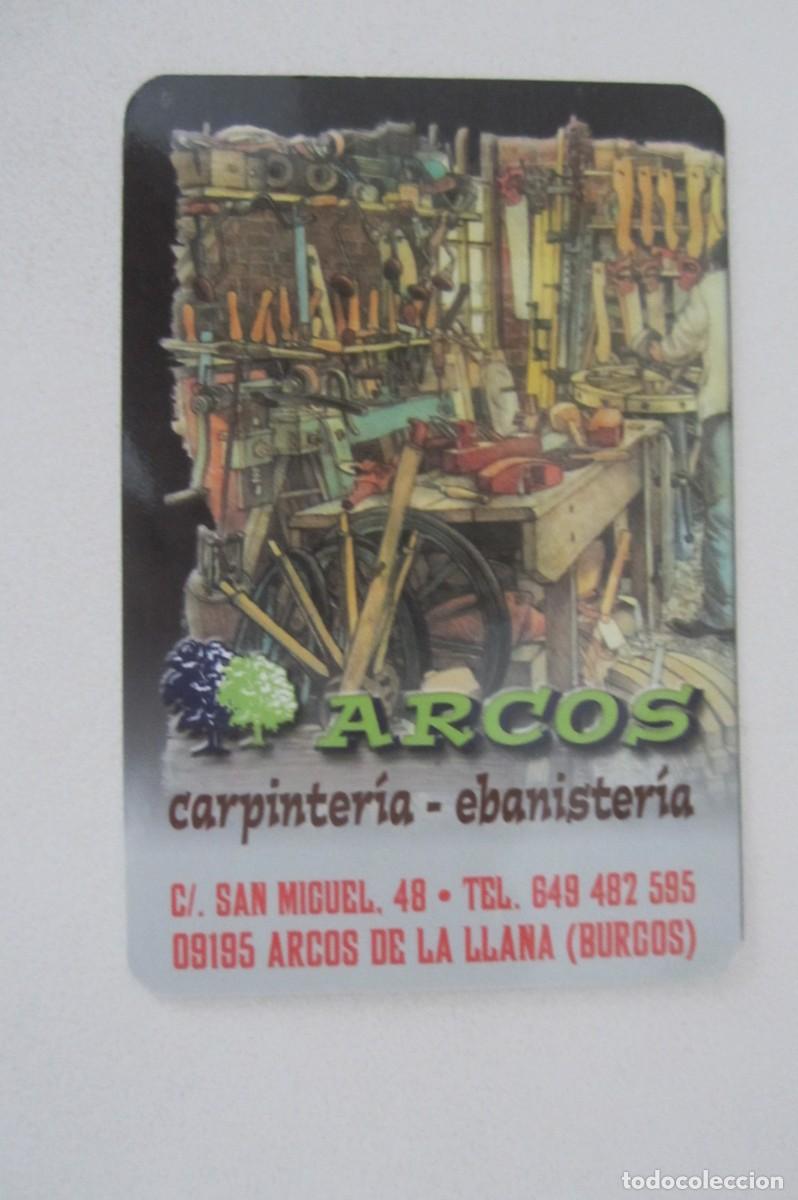 ARCOS
carpintería - ebanistería
C/. SAN MIGUEL, 48 • TEL. 649 482 595
09195 ARCOS DE LA LLANA (BURGOS)
todocoleccion